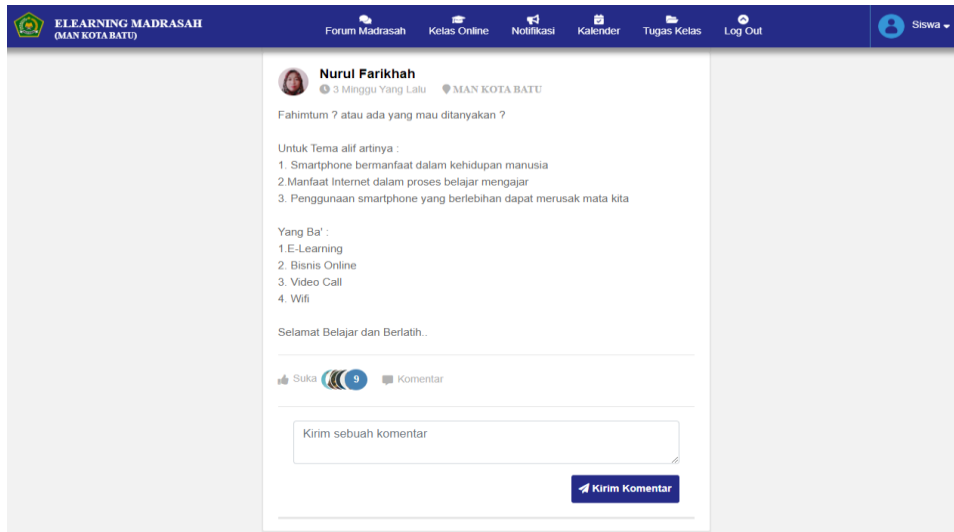 ELEARNING MADRASAH
(MAN KOTA BATU)
Forum Madrasah
Kelas Online
Notifikasi
Kalender
Tugas Kelas
Log Out
Siswa
Nurul Farikhah
3 Minggu Yang Lalu MAN KOTA BATU
Fahimtum ? atau ada yang mau ditanyakan ?
Untuk Tema alif artinya :
1. Smartphone bermanfaat dalam kehidupan manusia
2.Manfaat Internet dalam proses belajar mengajar
3. Penggunaan smartphone yang berlebihan dapat merusak mata kita
Yang Ba' :
1.E-Learning
2. Bisnis Online
3. Video Call
4. Wifi
Selamat Belajar dan Berlatih..
Suka 9 Komentar
Kirim sebuah komentar
Kirim Komentar